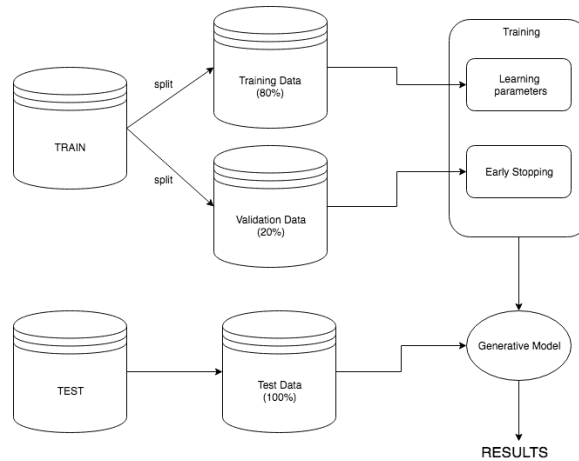 Training
split
Training Data
(80%)
Learning
parameters
TRAIN
split
Early Stopping
Validation Data
(20%)
TEST
Test Data
(100%)
Generative Model
RESULTS